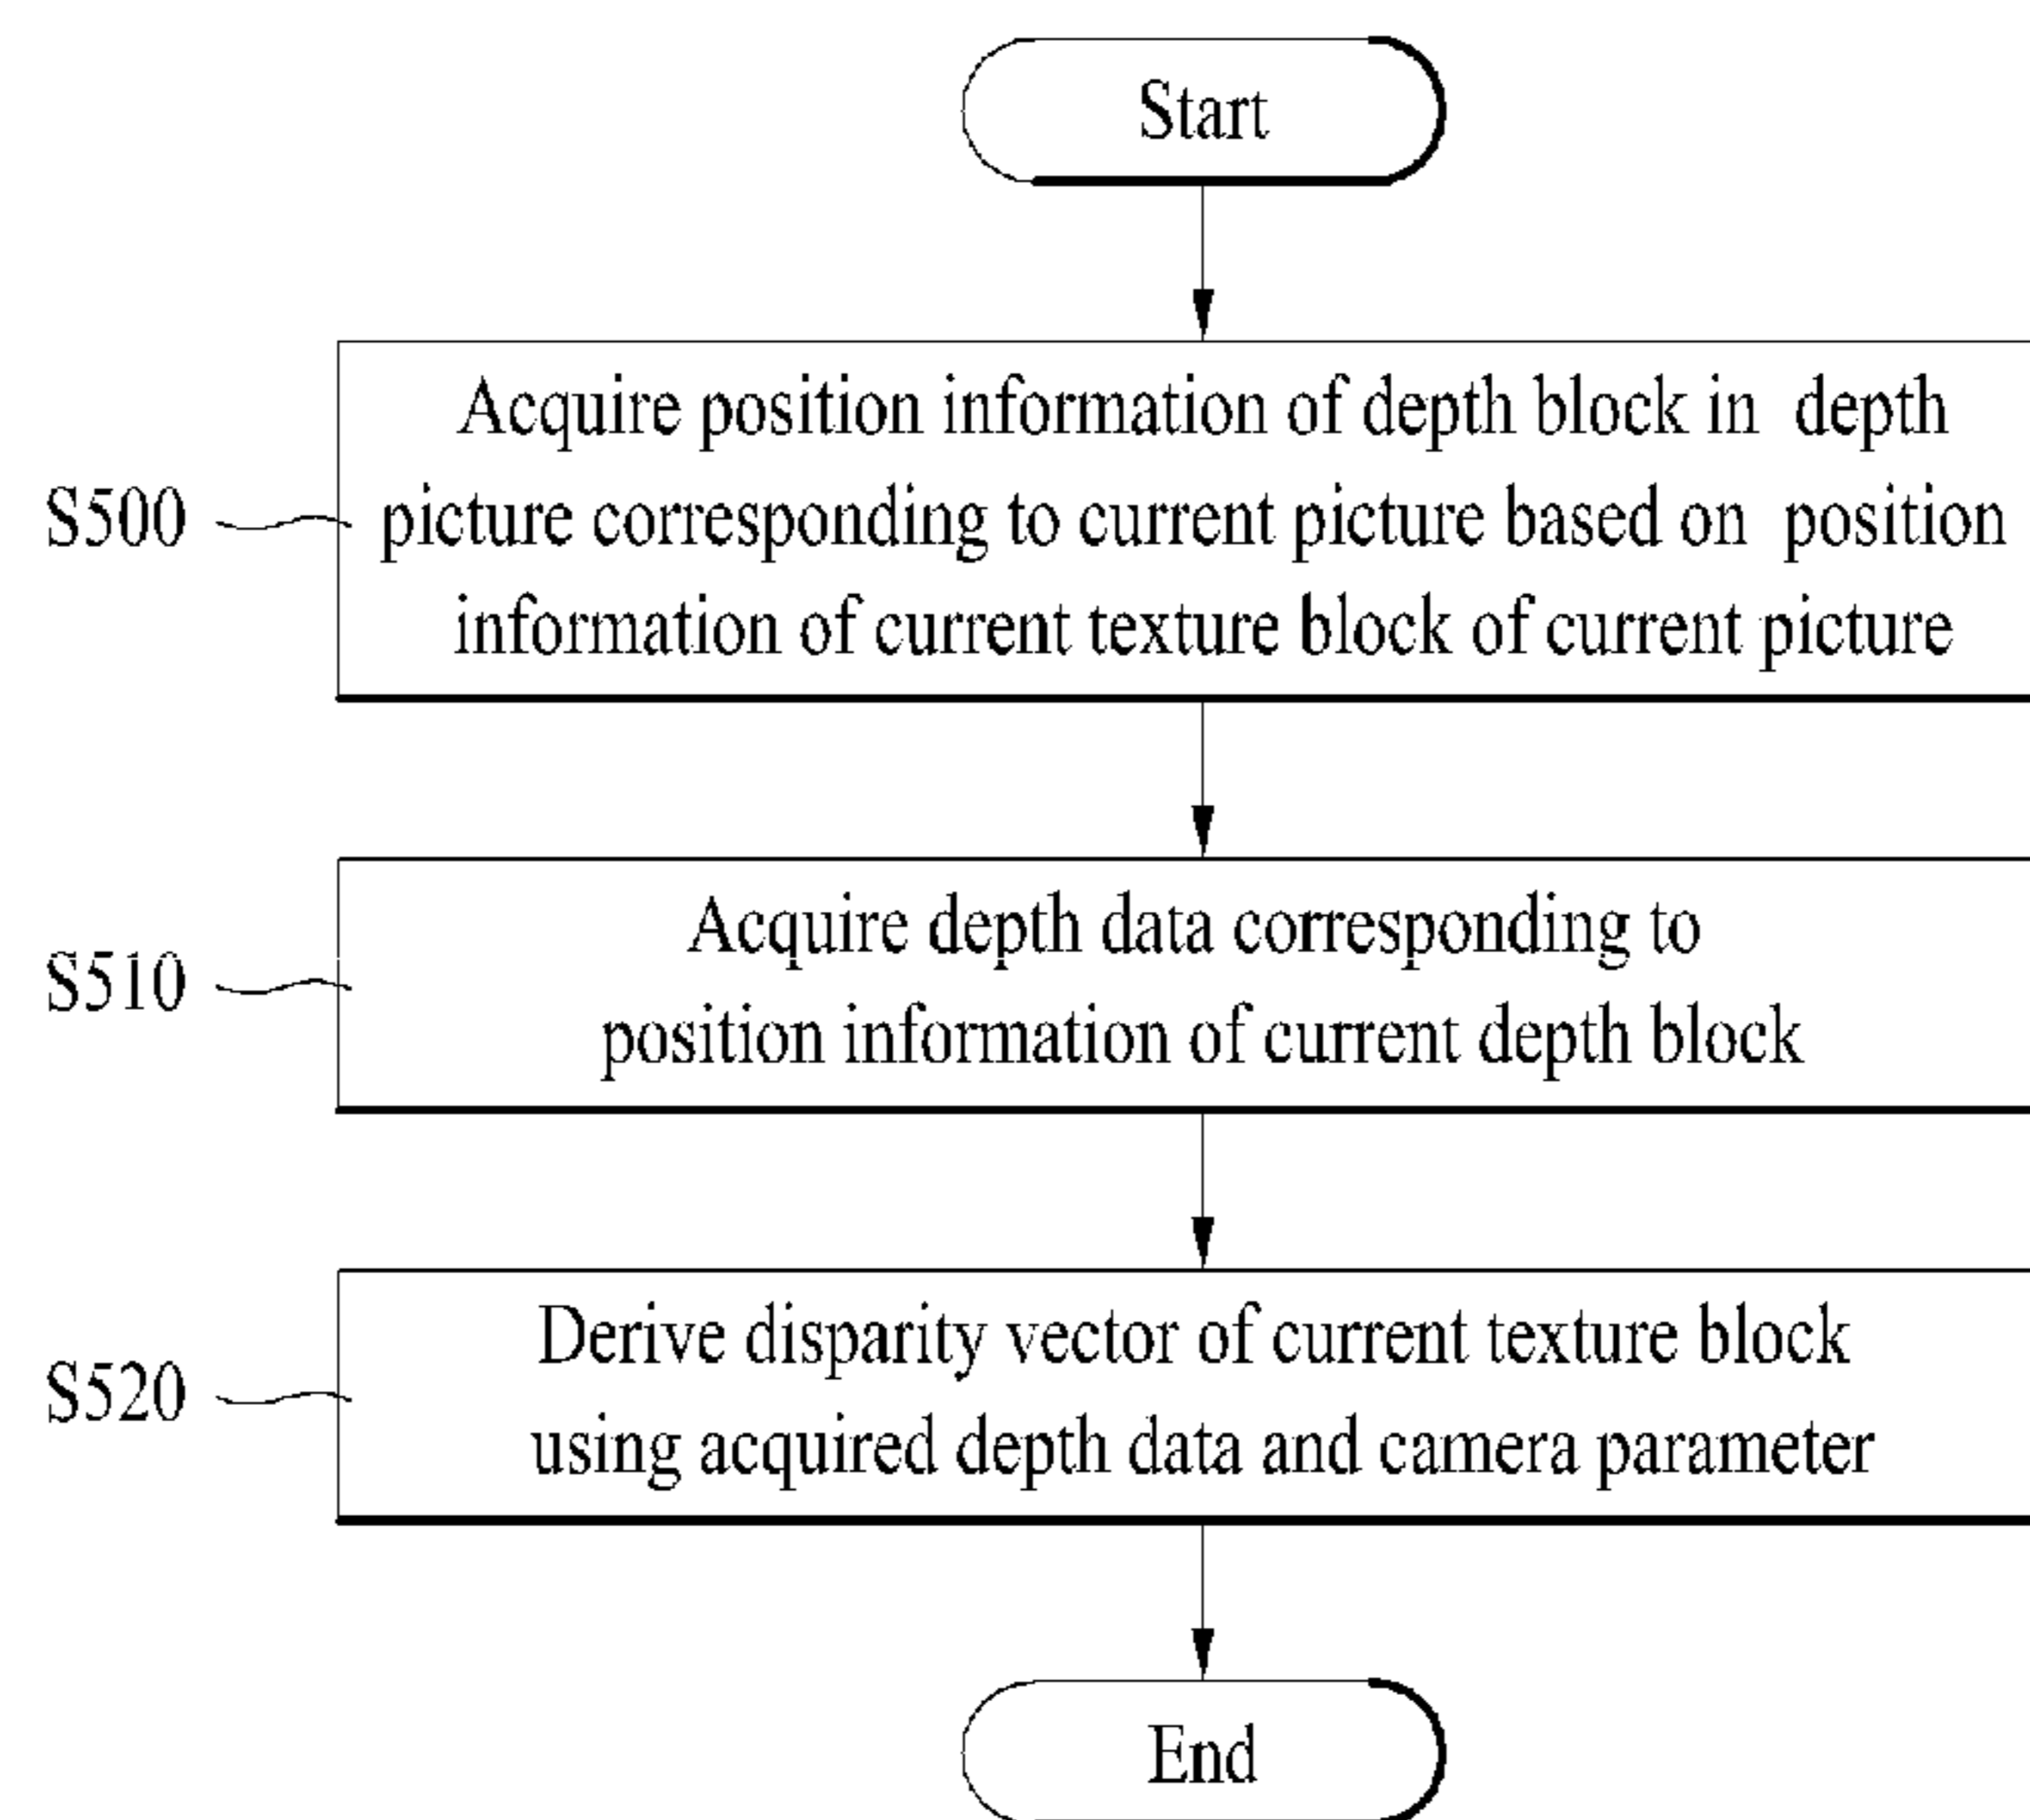 Start
Acquire position information of depth block in depth
S500 picture corresponding to current picture based on position
information of current texture block of current picture
Acquire depth data corresponding to
S510
position information of current depth block
Derive disparity vector of current texture block
S520
using acquired depth data and camera parameter
End